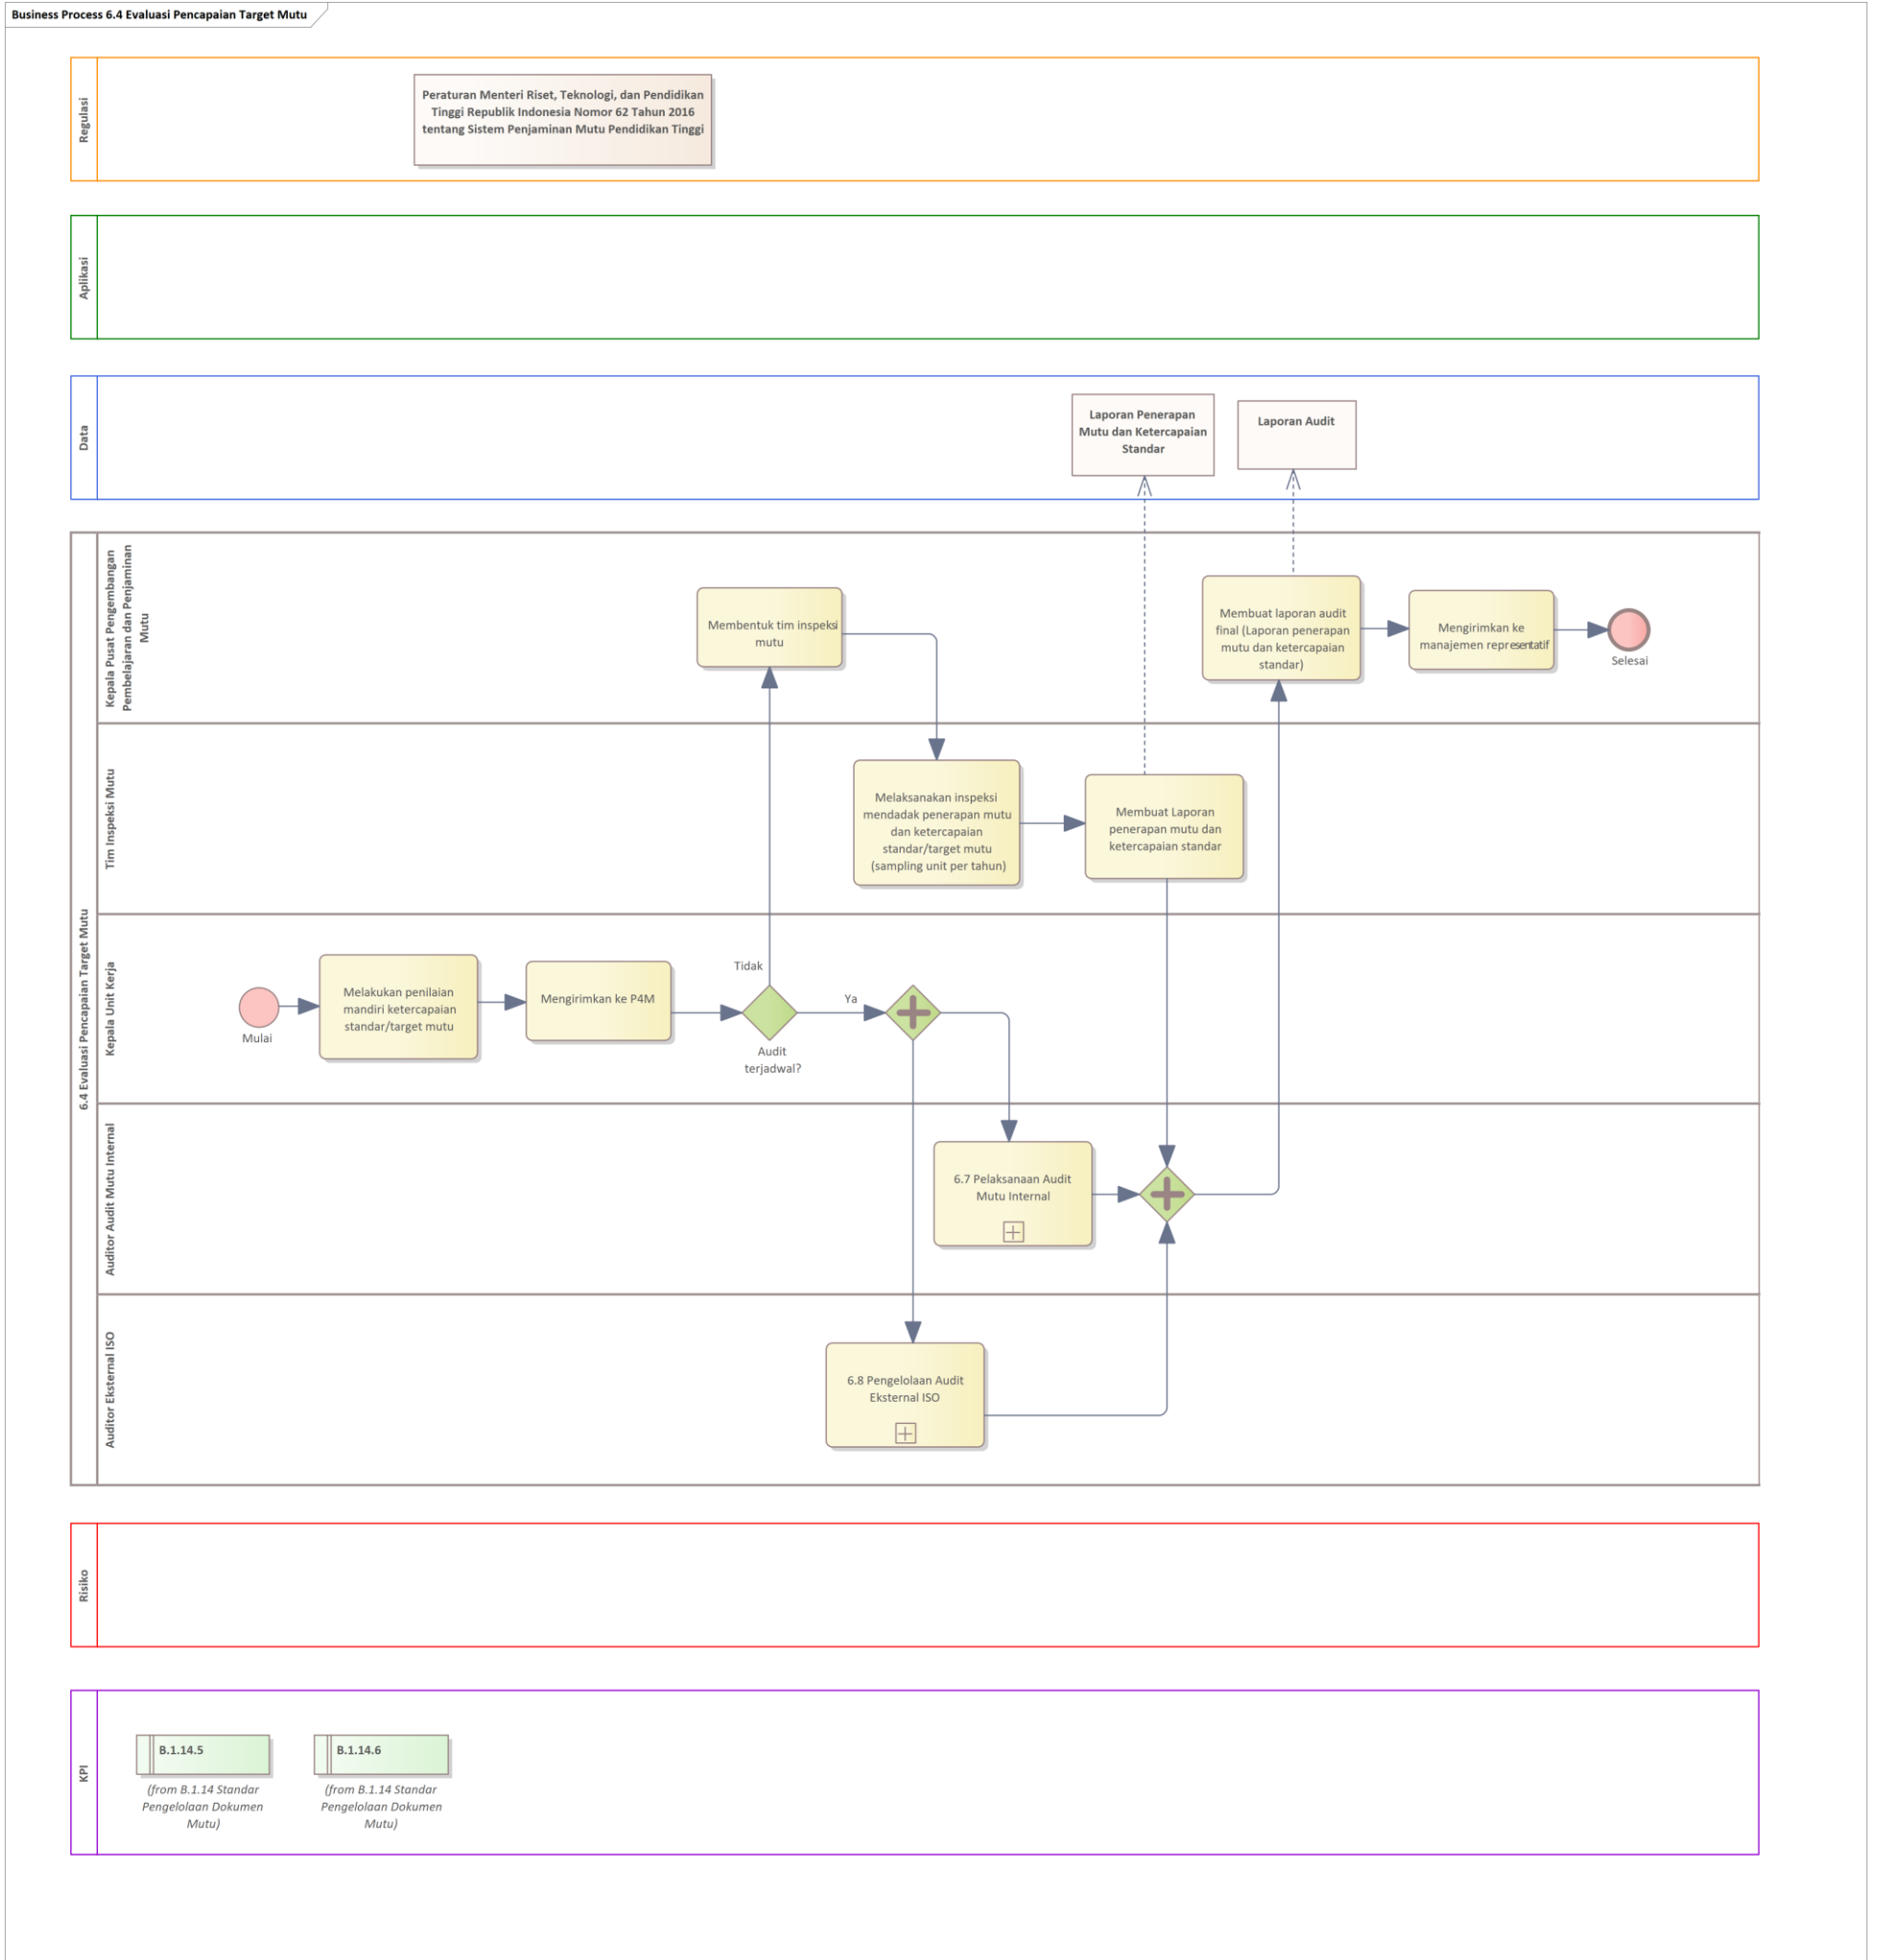 Business Process 6.4 Evaluasi Pencapaian Target Mutu
Regulasi
Peraturan Menteri Riset, Teknologi, dan Pendidikan
Tinggi Republik Indonesia Nomor 62 Tahun 2016
tentang Sistem Penjaminan Mutu Pendidikan Tinggi
Aplikasi
Data
Laporan Penerapan
Mutu dan Ketercapaian
Standar
Laporan Audit
6.4 Evaluasi Pencapaian Target Mutu
Kepala Pusat Pengembangan
Pembelajaran dan Penjaminan
Mutu
Membentuk tim inspeksi
mutu
Membuat laporan audit
final (Laporan penerapan
mutu dan ketercapaian
standar)
Mengirimkan ke
manajemen representatif
Selesai
Tim Inspeksi Mutu
Melaksanakan inspeksi
mendadak penerapan mutu
dan ketercapaian
standar/target mutu
(sampling unit per tahun)
Membuat Laporan
penerapan mutu dan
ketercapaian standar
Kepala Unit Kerja
Mulai
Melakukan penilaian
mandiri ketercapaian
standar/target mutu
Mengirimkan ke P4M
Tidak
Audit
terjadwal?
Ya
Auditor Audit Mutu Internal
6.7 Pelaksanaan Audit
Mutu Internal
Auditor Eksternal ISO
6.8 Pengelolaan Audit
Eksternal ISO
Risiko
KPI
B.1.14.5
(from B.1.14 Standar
Pengelolaan Dokumen
Mutu)
B.1.14.6
(from B.1.14 Standar
Pengelolaan Dokumen
Mutu)